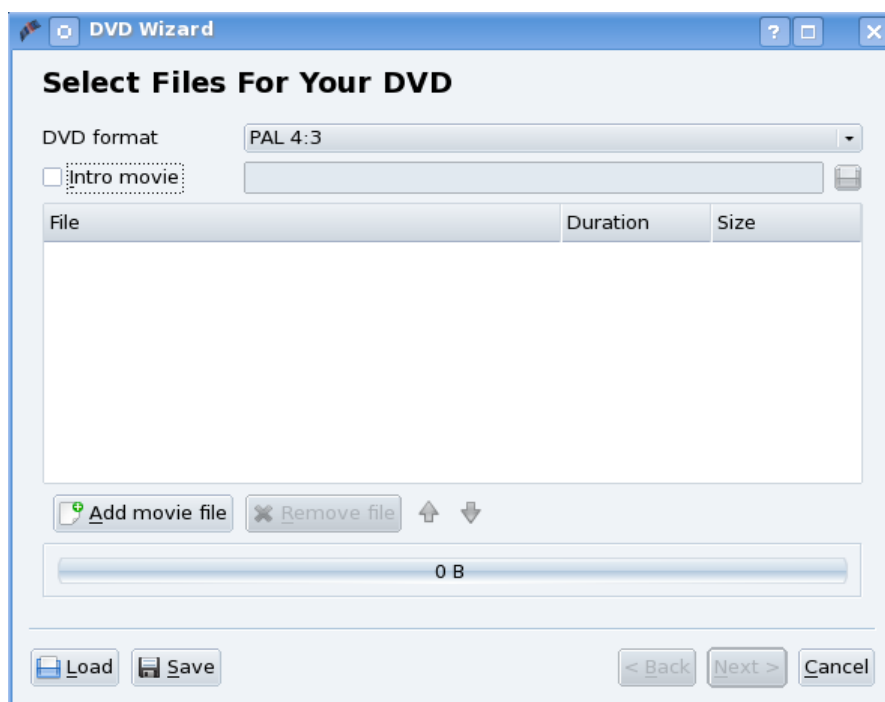 DVD Wizard
Select Files For Your DVD
DVD format PAL 4:3
Intro movie
File Duration Size
Add movie file Remove file
0 B
Load Save < Back Next > Cancel